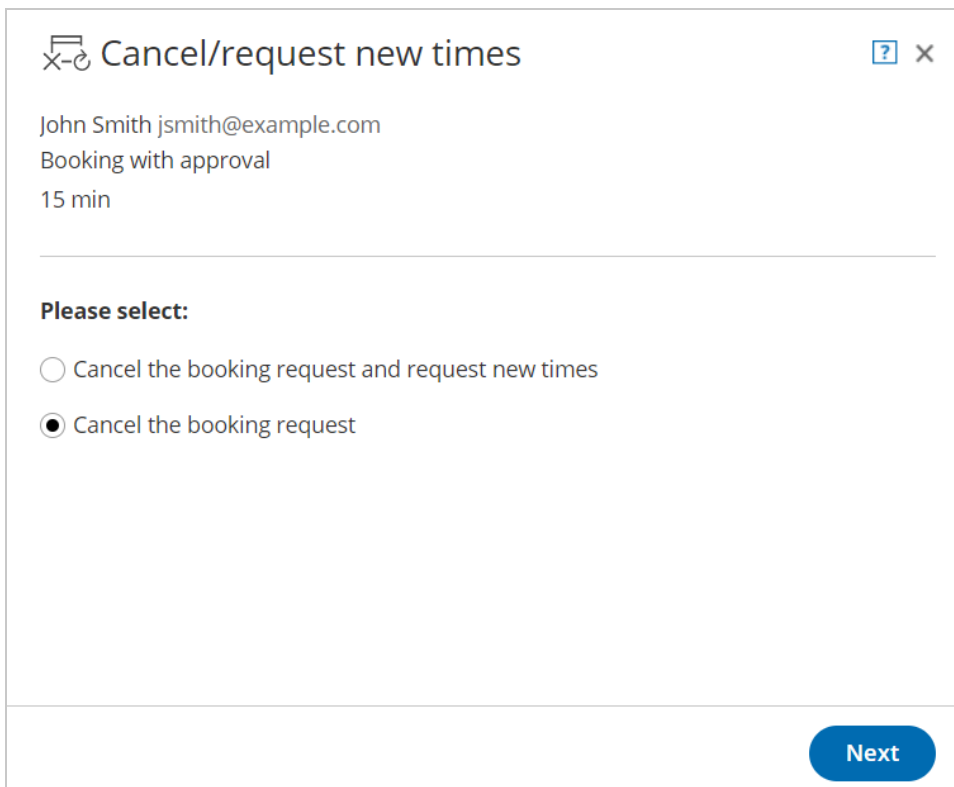 Cancel/request new times
?
John Smith jsmith@example.com
Booking with approval
15 min
Please select:
Cancel the booking request and request new times
Cancel the booking request
Next